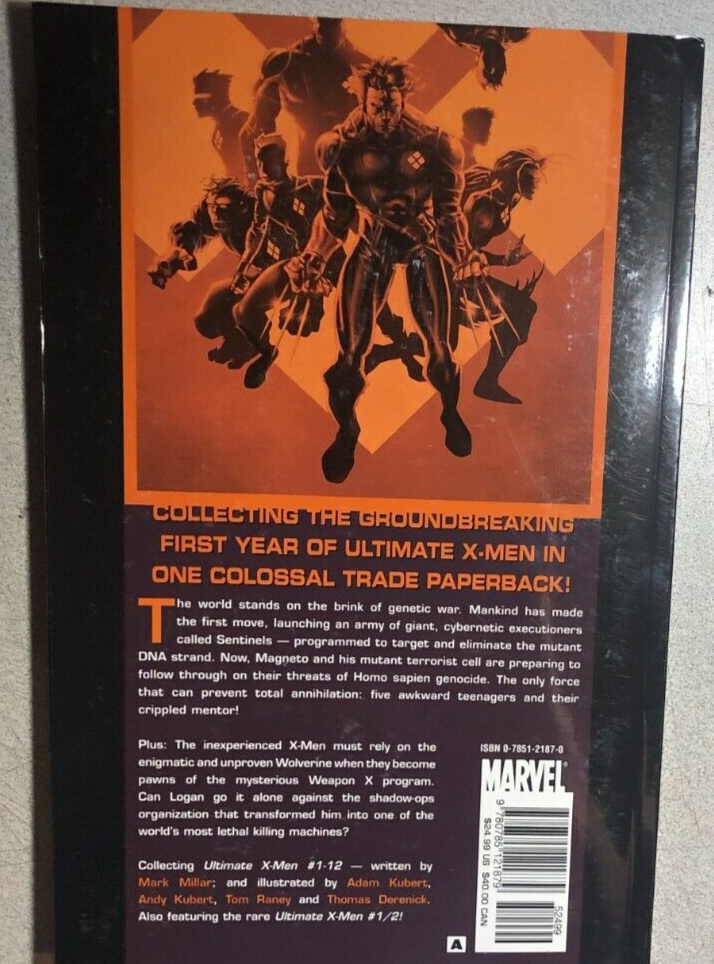 COLLECTING THE GROUNDBREAKING
FIRST YEAR OF ULTIMATE X-MEN IN
ONE COLOSSAL TRADE PAPERBACK!
The world stands on the brink of genetic war. Mankind has made
the first move, launching an army of giant, cybernetic executioners
called Sentinels — programmed to target and eliminate the mutant
DNA strand. Now, Magneto and his mutant terrorist cell are preparing to
follow through on their threats of Homo sapien genocide. The only force
that can prevent total annihilation: five awkward teenagers and their
crippled mentor!
Plus: The inexperienced X-Men must rely on the
enigmatic and unproven Wolverine when they become
pawns of the mysterious Weapon X program.
Can Logan go it alone against the shadow-ops
organization that transformed him into one of the
world's most lethal killing machines?
Collecting Ultimate X-Men #1-12 — written by
Mark Millar; and illustrated by Adam Kubert,
Andy Kubert, Tom Raney and Thomas Derenick.
Also featuring the rare Ultimate X-Men #1/2!
ISBN 0-7851-2187-0
MARVEL®
9 780785 121879
52499
$24.99 US $40.00 CAN
A